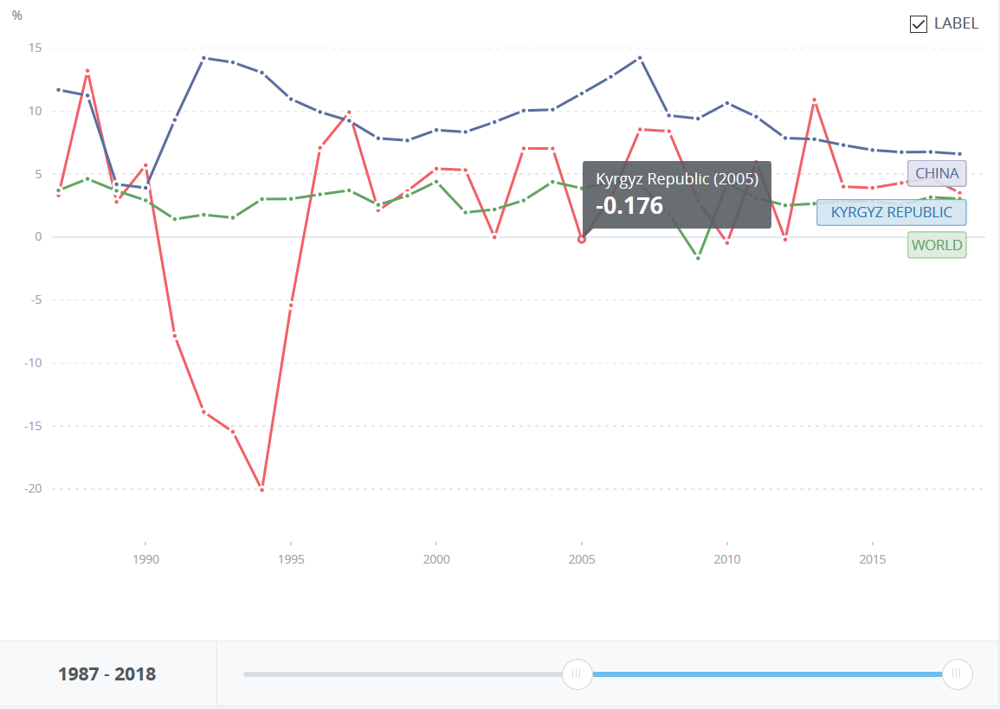 %
LABEL
15
10
5
0
-5
-10
-15
-20
Kyrgyz Republic (2005)
-0.176
CHINA
KYRGYZ REPUBLIC
WORLD
1990 1995 2000 2005 2010 2015
1987 - 2018